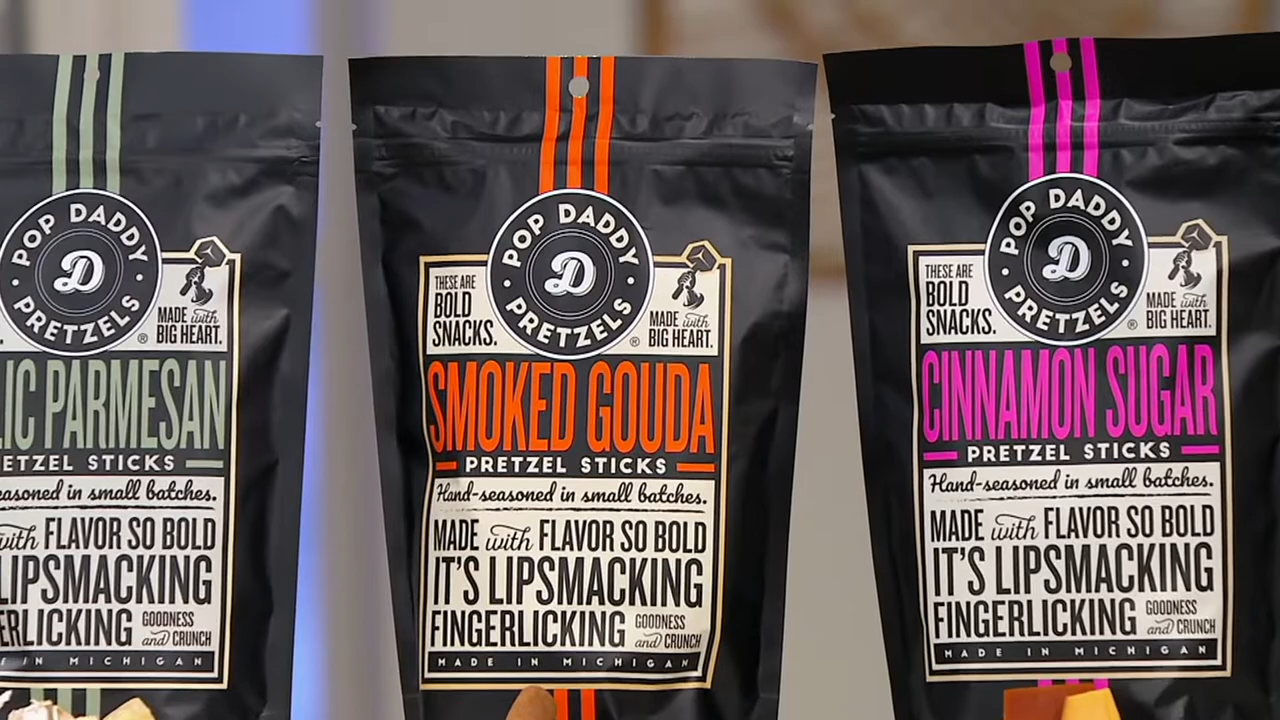 POP DADDY
D
PRETZELS
®
MADE with
BIG HEART.
LIC PARMESAN
ETZEL STICKS
easoned in small batches.
with FLAVOR SO BOLD
LIPSMACKING
ERLICKING GOODNESS
and CRUNCH
IN MICHIGAN
POP DADDY
D
PRETZELS
®
THESE ARE
BOLD
SNACKS.
MADE with
BIG HEART.
SMOKED GOUDA
PRETZEL STICKS
Hand-seasoned in small batches.
MADE with FLAVOR SO BOLD
IT'S LIPSMACKING
FINGERLICKING GOODNESS
and CRUNCH
MADE IN MICHIGAN
POP DADDY
D
PRETZELS
®
THESE ARE
BOLD
SNACKS.
MADE with
BIG HEART.
CINNAMON SUGAR
PRETZEL STICKS
Hand-seasoned in small batches.
MADE with FLAVOR SO BOLD
IT'S LIPSMACKING
FINGERLICKING GOODNESS
and CRUNCH
MADE IN MICHIGAN